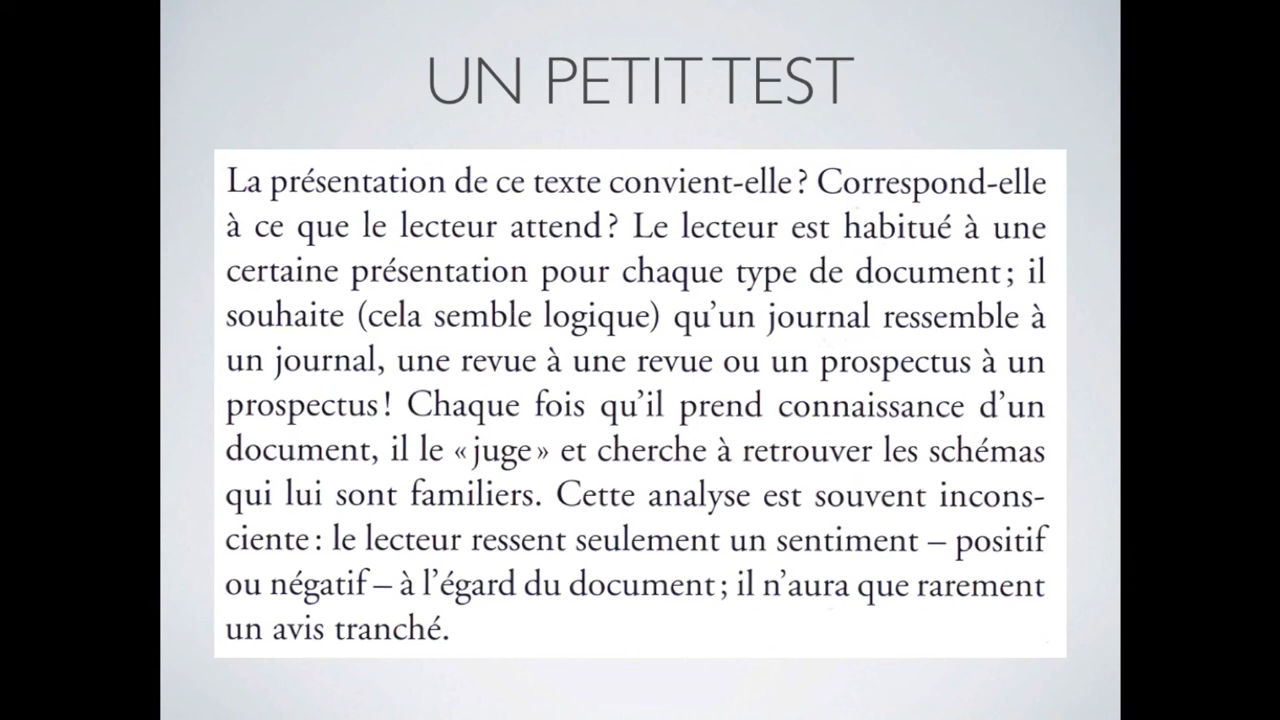 UN PETIT TEST
La présentation de ce texte convient-elle ? Correspond-elle
à ce que le lecteur attend ? Le lecteur est habitué à une
certaine présentation pour chaque type de document ; il
souhaite (cela semble logique) qu’un journal ressemble à
un journal, une revue à une revue ou un prospectus à un
prospectus ! Chaque fois qu’il prend connaissance d’un
document, il le « juge » et cherche à retrouver les schémas
qui lui sont familiers. Cette analyse est souvent incons-
ciente : le lecteur ressent seulement un sentiment – positif
ou négatif – à l’égard du document ; il n’aura que rarement
un avis tranché.